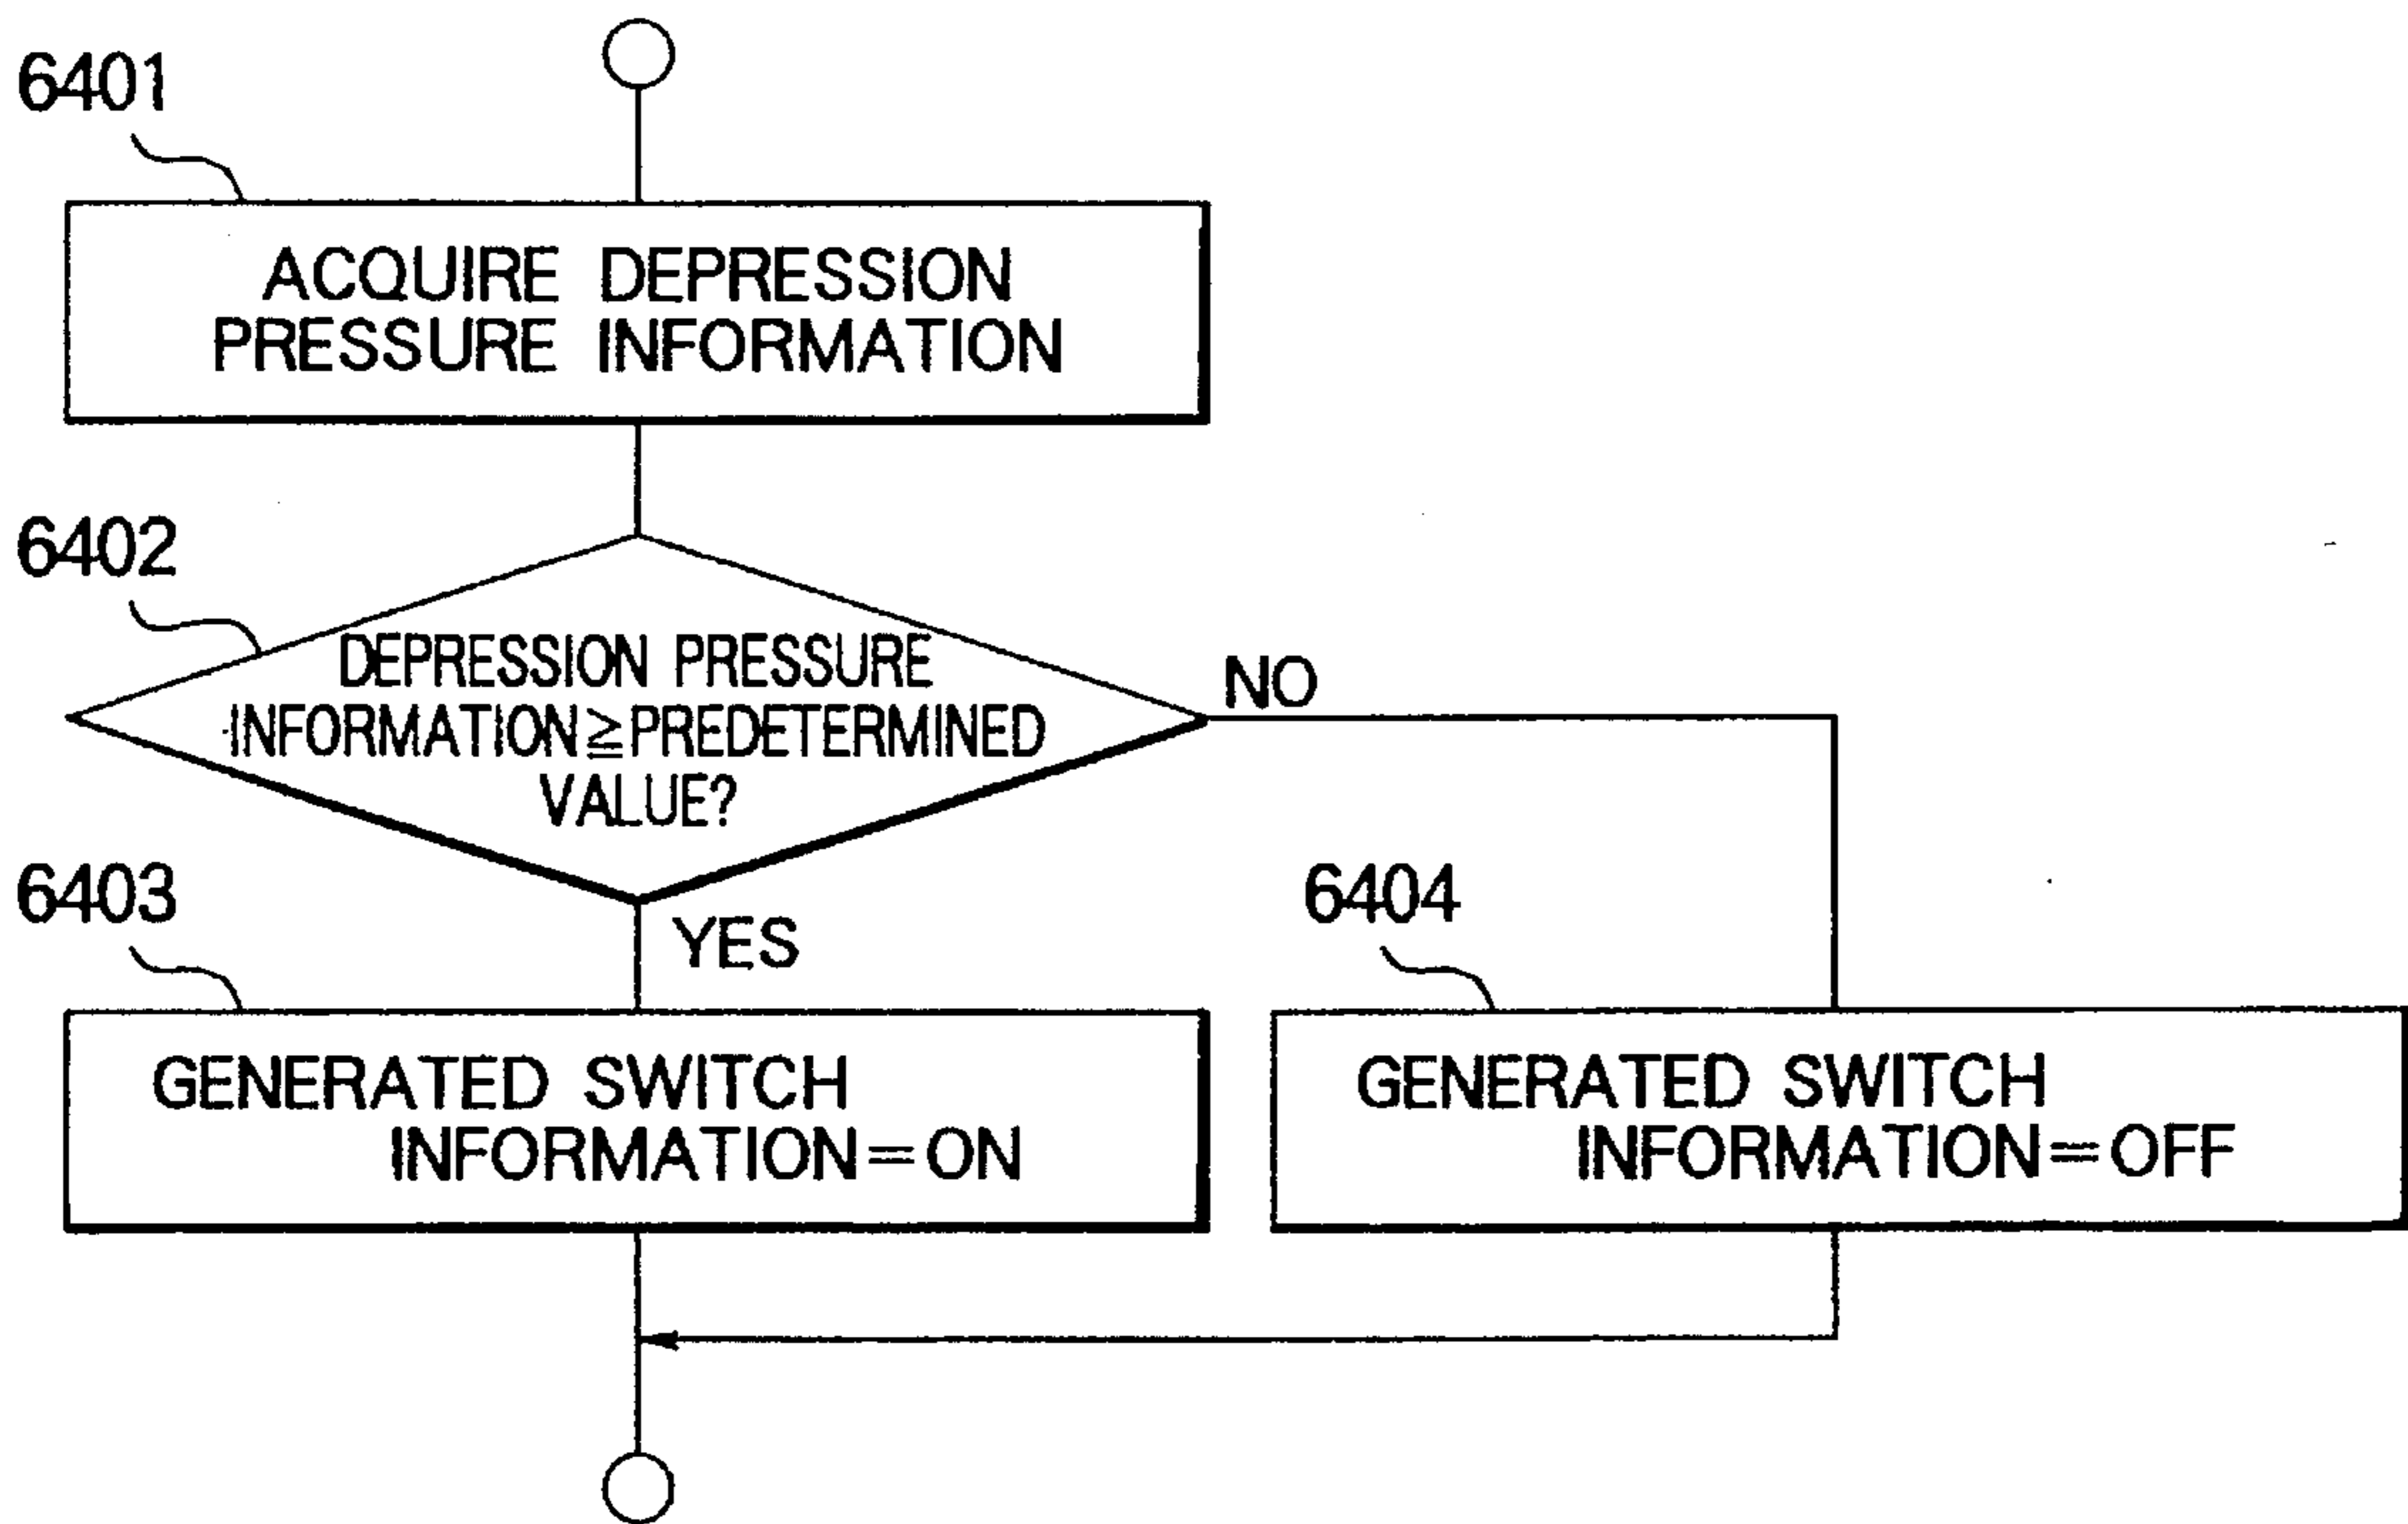 6401
ACQUIRE DEPRESSION
PRESSURE INFORMATION
6402
DEPRESSION PRESSURE
INFORMATION≧PREDETERMINED
VALUE?
NO
YES
6403
GENERATED SWITCH
INFORMATION=ON
6404
GENERATED SWITCH
INFORMATION=OFF